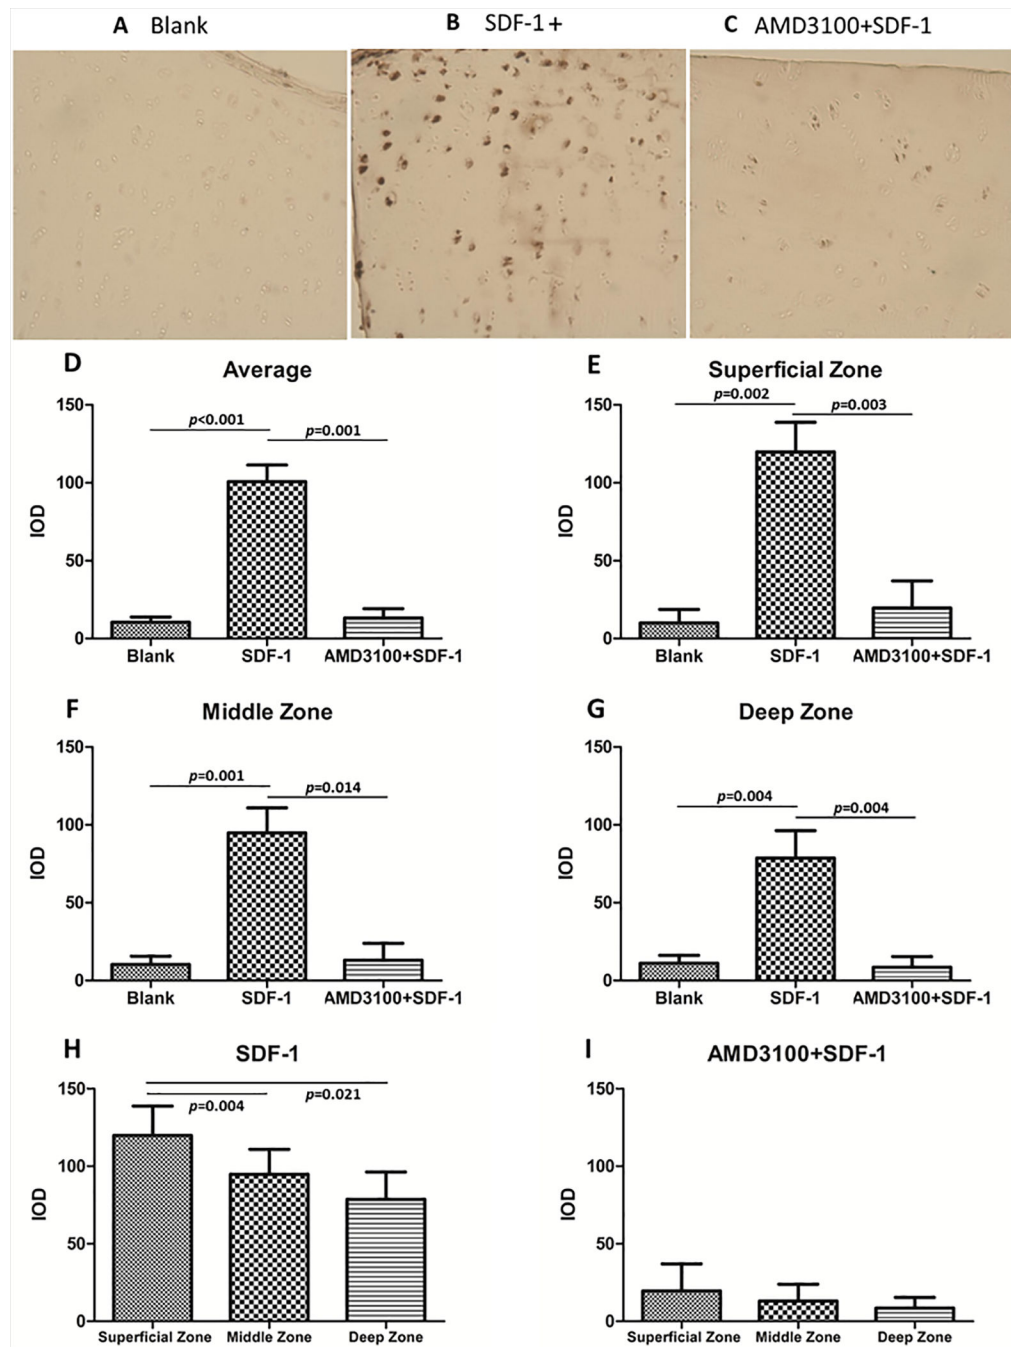 A Blank
B SDF-1+
C AMD3100+SDF-1
D
Average
150
100
50
0
IOD
p<0.001
p=0.001
Blank
SDF-1
AMD3100+SDF-1
E
Superficial Zone
150
100
50
0
IOD
p=0.002
p=0.003
Blank
SDF-1
AMD3100+SDF-1
F
Middle Zone
150
100
50
0
IOD
p=0.001
p=0.014
Blank
SDF-1
AMD3100+SDF-1
G
Deep Zone
150
100
50
0
IOD
p=0.004
p=0.004
Blank
SDF-1
AMD3100+SDF-1
H
SDF-1
150
100
50
0
IOD
p=0.004
p=0.021
Superficial Zone
Middle Zone
Deep Zone
I
AMD3100+SDF-1
150
100
50
0
IOD
Superficial Zone
Middle Zone
Deep Zone